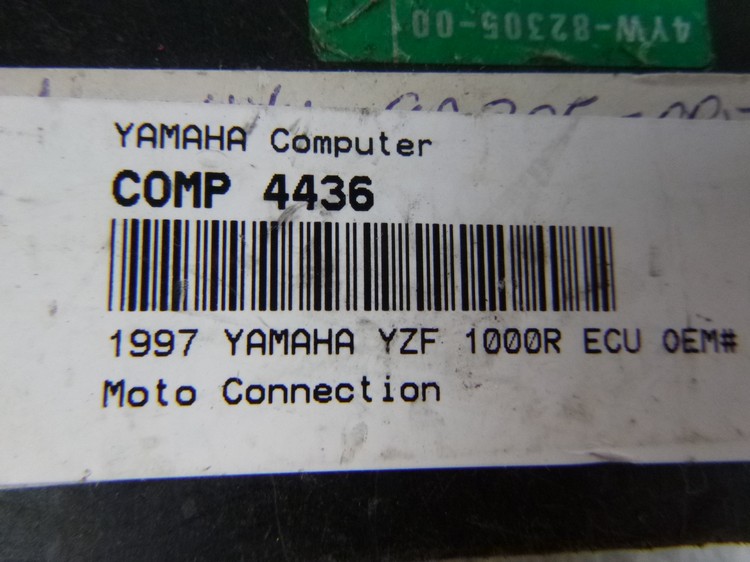 4YW-82305-00
YAMAHA Computer
COMP 4436
1997 YAMAHA YZF 1000R ECU OEM#
Moto Connection